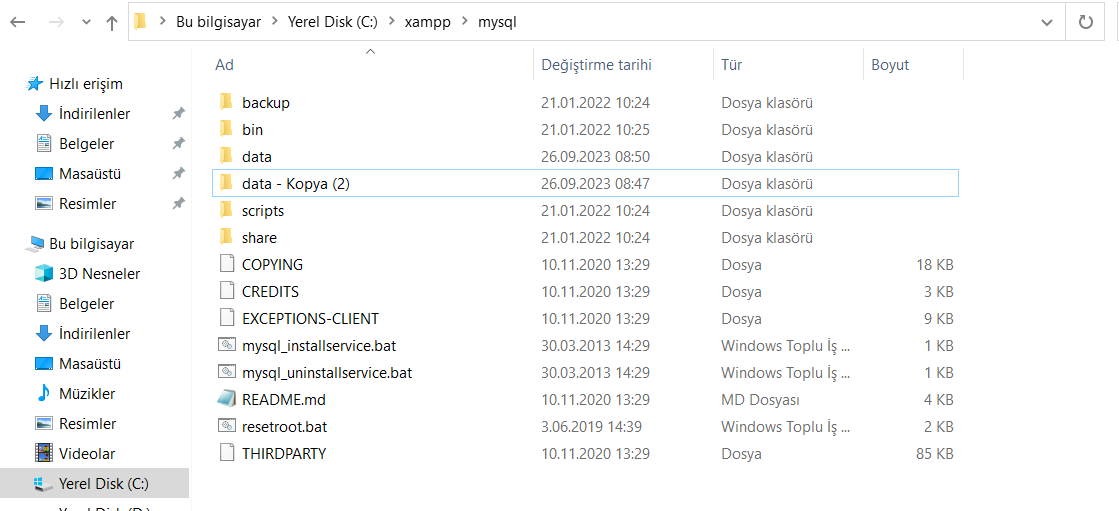 Bu bilgisayar > Yerel Disk (C:) > xampp > mysql
Ad Değiştirme tarihi Tür Boyut
Hızlı erişim
İndirilenler
Belgeler
Masaüstü
Resimler
Bu bilgisayar
3D Nesneler
Belgeler
İndirilenler
Masaüstü
Müzikler
Resimler
Videolar
Yerel Disk (C:)
Yerel Disk (D:)
backup 21.01.2022 10:24 Dosya klasörü
bin 21.01.2022 10:25 Dosya klasörü
data 26.09.2023 08:50 Dosya klasörü
data - Kopya (2) 26.09.2023 08:47 Dosya klasörü
scripts 21.01.2022 10:24 Dosya klasörü
share 21.01.2022 10:24 Dosya klasörü
COPYING 10.11.2020 13:29 Dosya 18 KB
CREDITS 10.11.2020 13:29 Dosya 3 KB
EXCEPTIONS-CLIENT 10.11.2020 13:29 Dosya 9 KB
mysql_installservice.bat 30.03.2013 14:29 Windows Toplu İş ... 1 KB
mysql_uninstallservice.bat 30.03.2013 14:29 Windows Toplu İş ... 1 KB
README.md 10.11.2020 13:29 MD Dosyası 4 KB
resetroot.bat 3.06.2019 14:39 Windows Toplu İş ... 2 KB
THIRDPARTY 10.11.2020 13:29 Dosya 85 KB